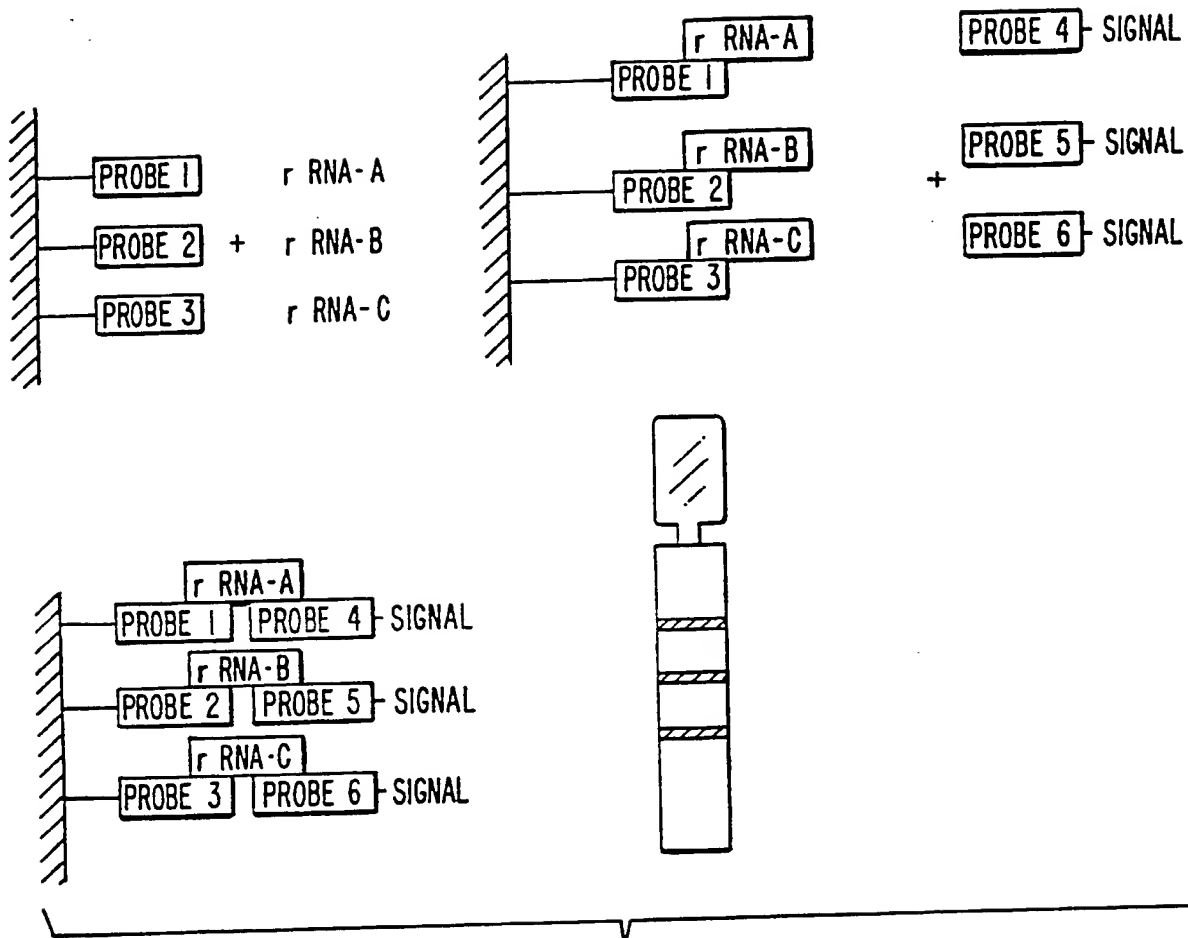 PROBE 1 r RNA-A
PROBE 2 + r RNA-B
PROBE 3 r RNA-C
r RNA-A
PROBE 1
r RNA-B
PROBE 2
r RNA-C
PROBE 3
+
PROBE 4 - SIGNAL
PROBE 5 - SIGNAL
PROBE 6 - SIGNAL
r RNA-A
PROBE 1 PROBE 4 - SIGNAL
r RNA-B
PROBE 2 PROBE 5 - SIGNAL
r RNA-C
PROBE 3 PROBE 6 - SIGNAL